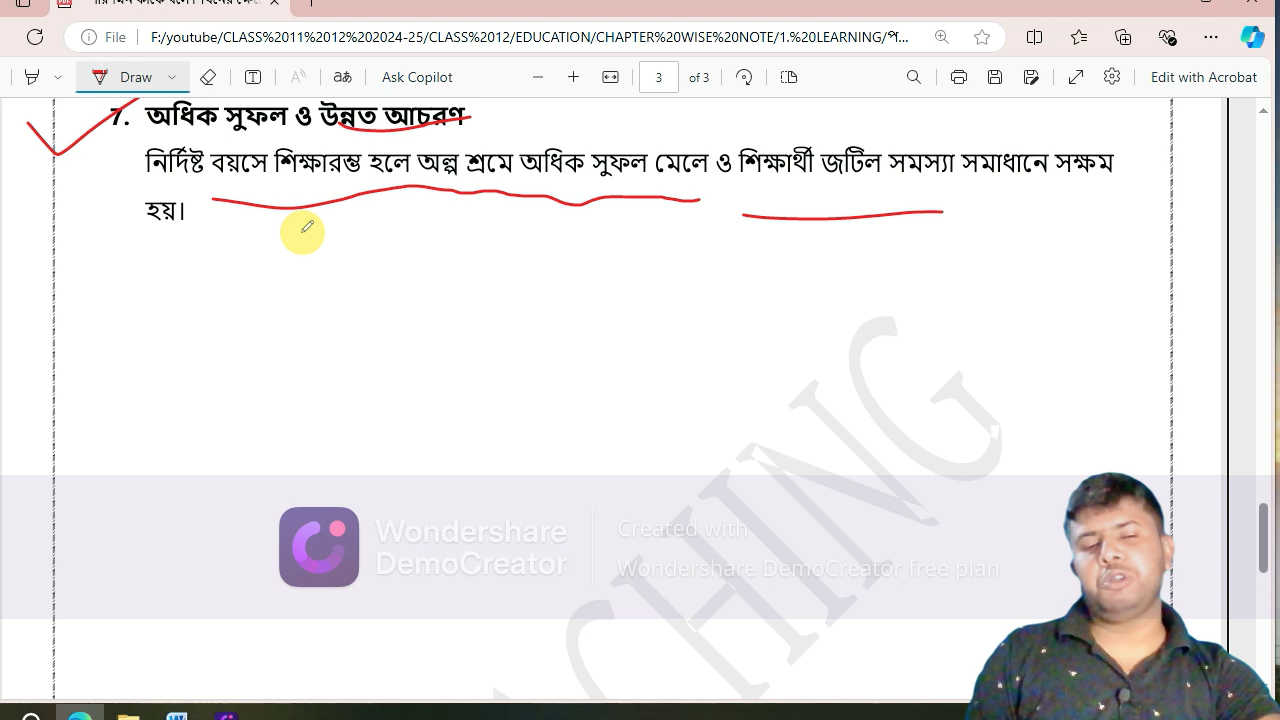 File
F:/youtube/CLASS%2011%2012%202024-25/CLASS%2012/EDUCATION/CHAPTER%20WISE%20NOTE/1.%20LEARNING/প...
Draw
Ask Copilot
3
of 3
Edit with Acrobat
7. অধিক সুফল ও উন্নত আচরণ
নির্দিষ্ট বয়সে শিক্ষারম্ভ হলে অল্প শ্রমে অধিক সুফল মেলে ও শিক্ষার্থী জটিল সমস্যা সমাধানে সক্ষম
হয়।
Wondershare
DemoCreator
Created with
Wondershare DemoCreator free plan
CHING